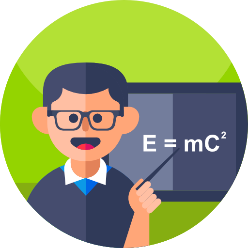 E = mC²